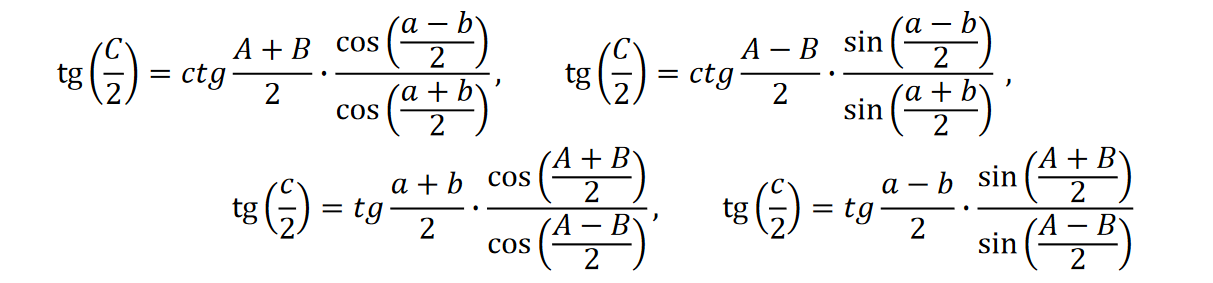 tg(C/2) = ctg (A + B)/2 · cos((a − b)/2)/cos((a + b)/2), tg(C/2) = ctg (A − B)/2 · sin((a − b)/2)/sin((a + b)/2) ,
tg(c/2) = tg (a + b)/2 · cos((A + B)/2)/cos((A − B)/2), tg(c/2) = tg (a − b)/2 · sin((A + B)/2)/sin((A − B)/2)